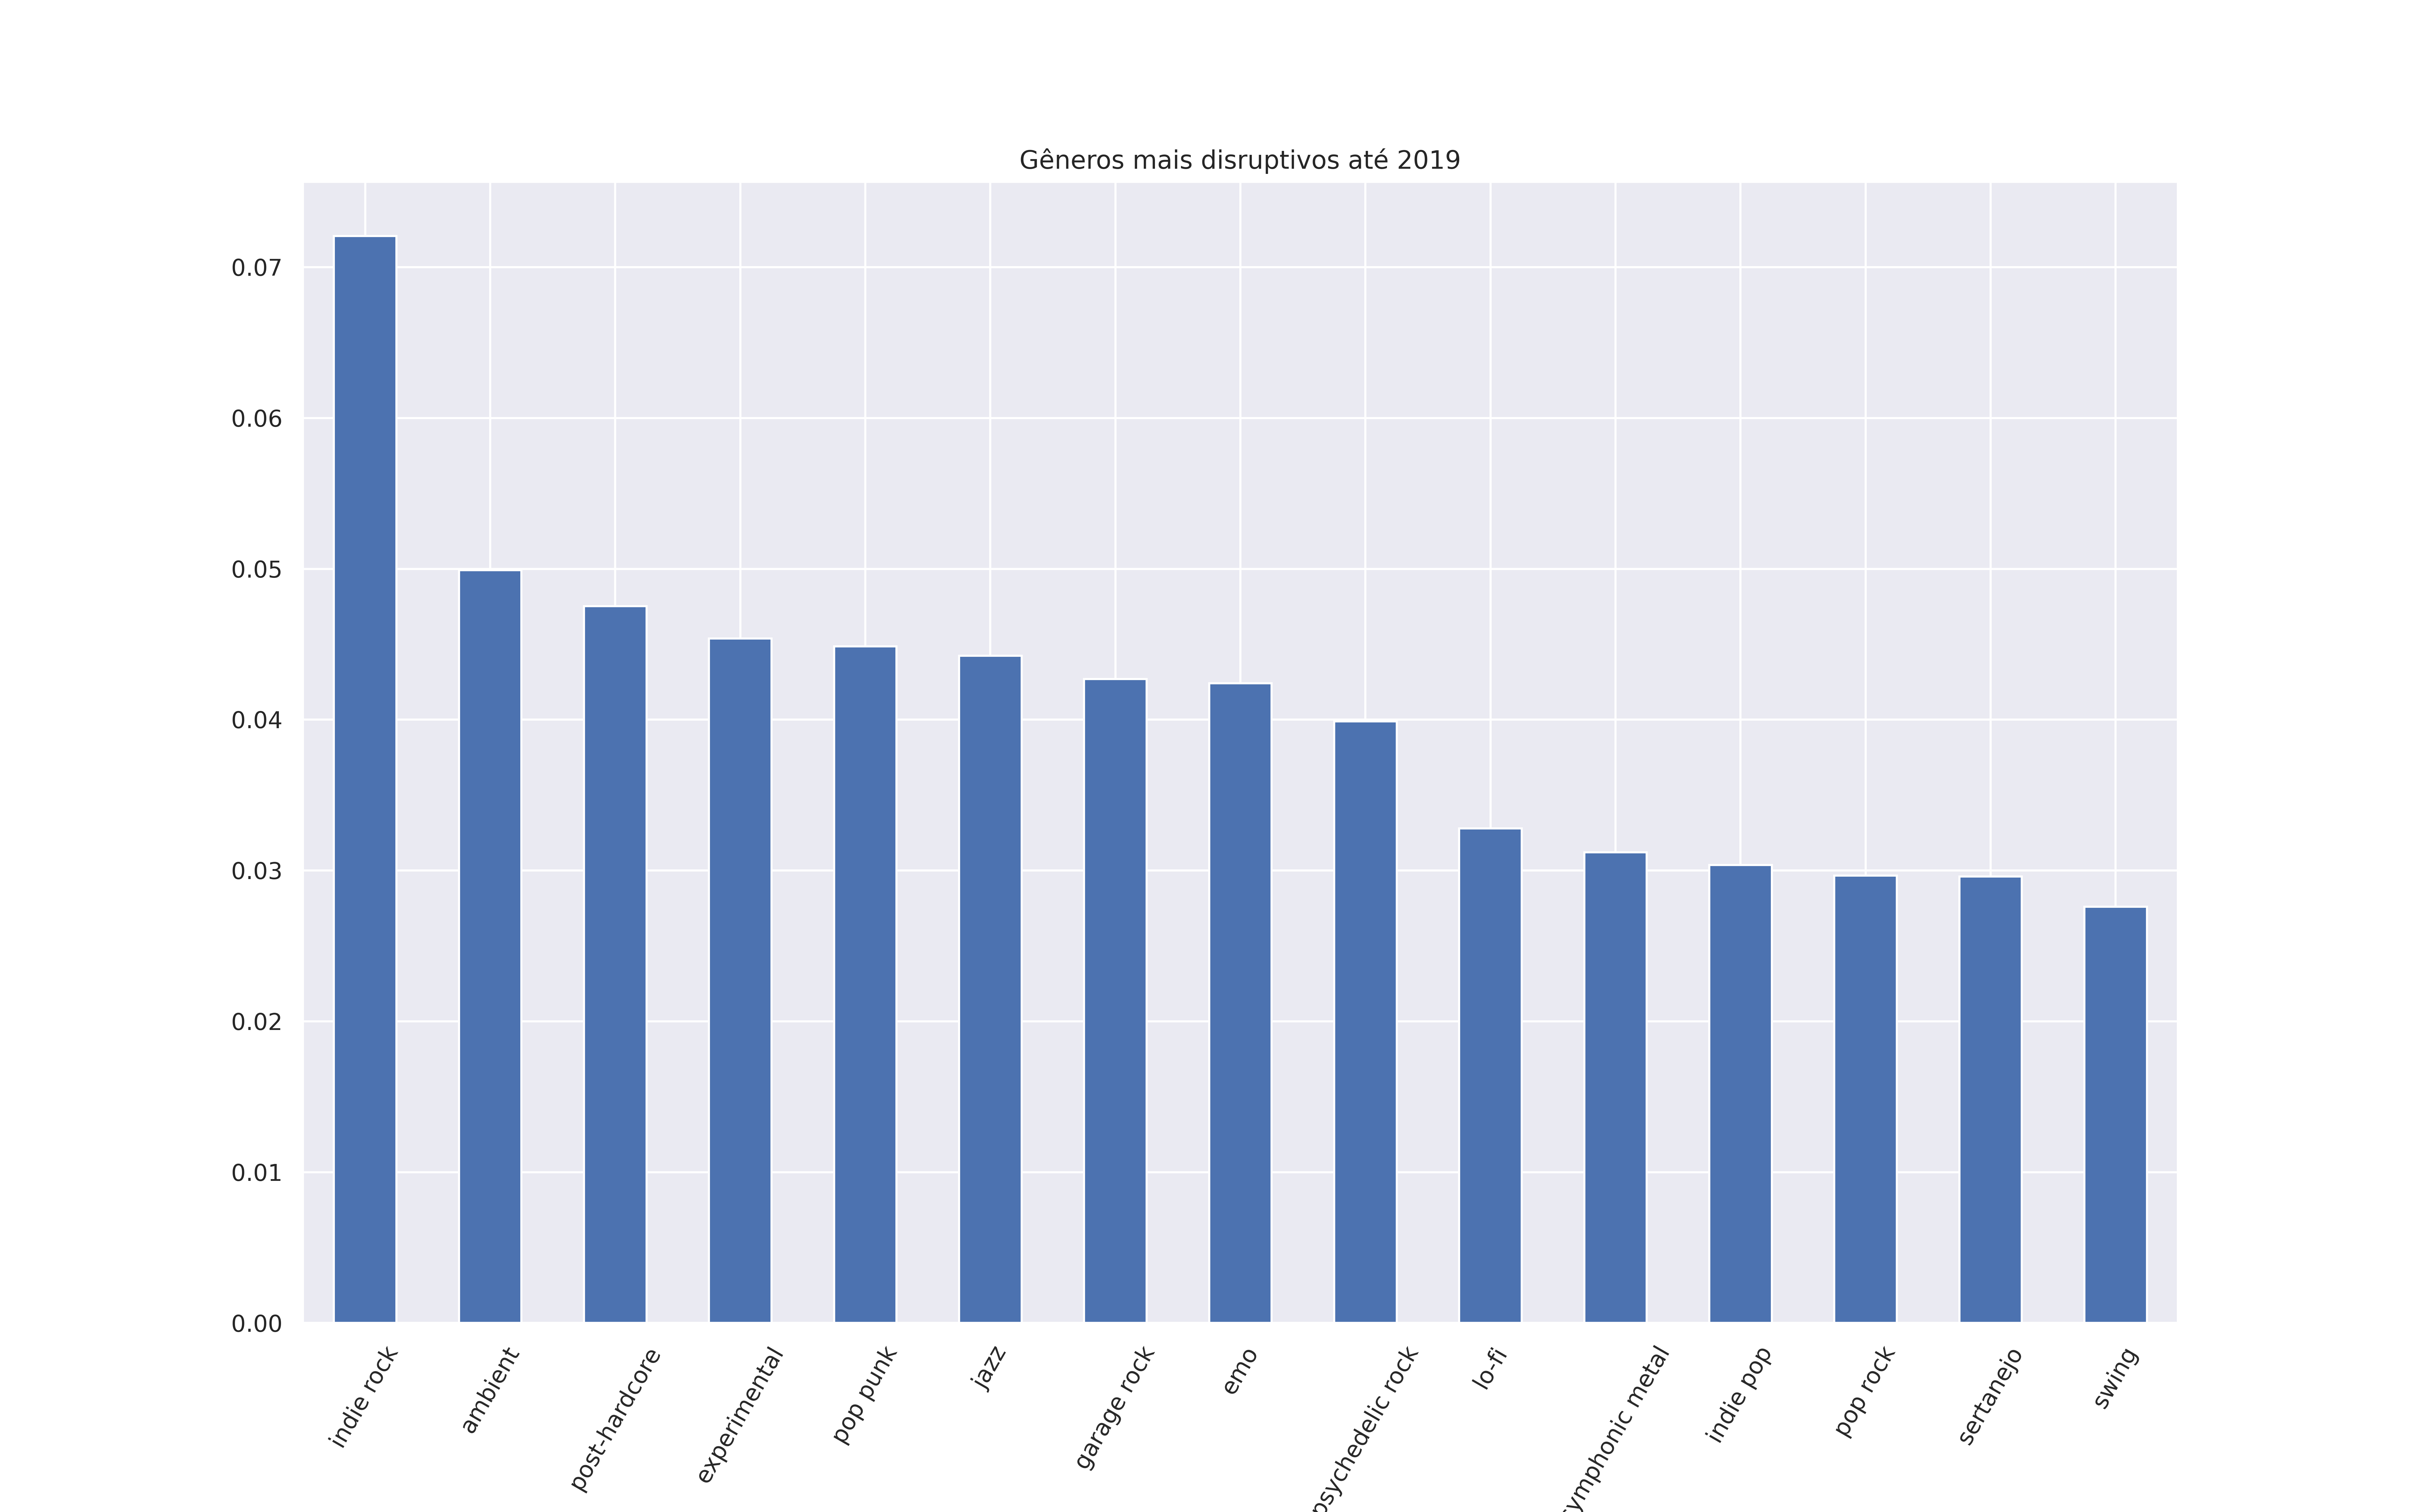 Gêneros mais disruptivos até 2019
0.07
0.06
0.05
0.04
0.03
0.02
0.01
0.00
indie rock
ambient
post-hardcore
experimental
pop punk
jazz
garage rock
emo
psychedelic rock
lo-fi
symphonic metal
indie pop
pop rock
sertanejo
swing